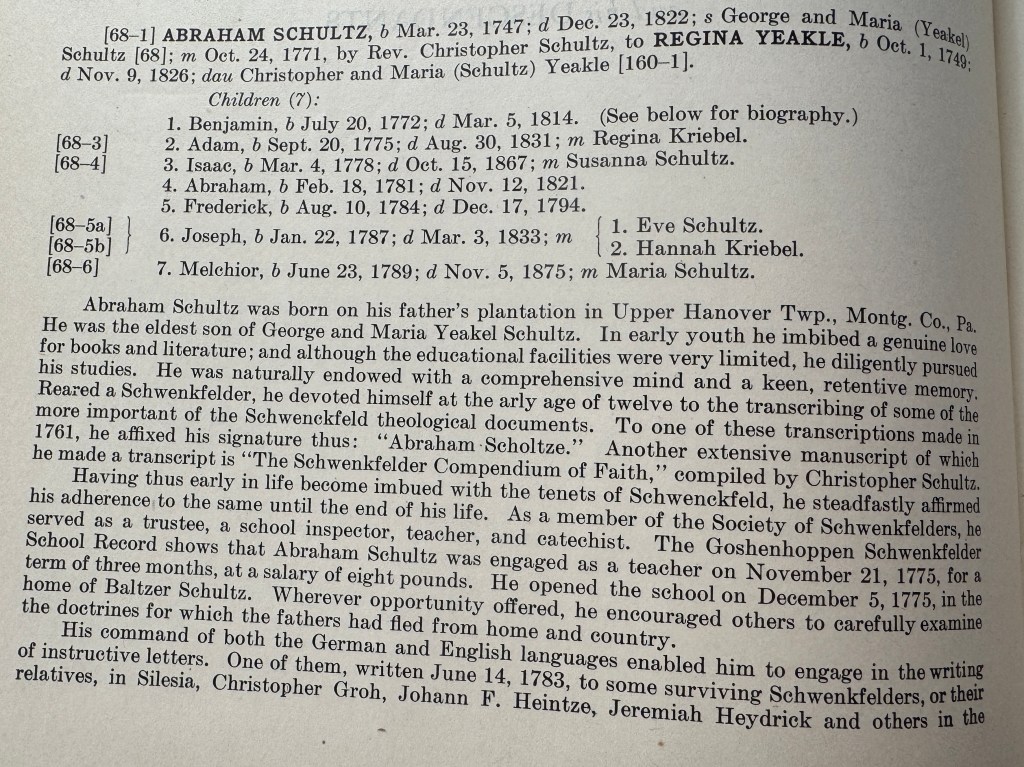 [68–1] ABRAHAM SCHULTZ, b Mar. 23, 1747; d Dec. 23, 1822; s George and Maria (Yeakel)
Schultz [68]; m Oct. 24, 1771, by Rev. Christopher Schultz, to REGINA YEAKLE, b Oct. 1, 1749;
d Nov. 9, 1826; dau Christopher and Maria (Schultz) Yeakle [160–1].
Children (7):
1. Benjamin, b July 20, 1772; d Mar. 5, 1814. (See below for biography.)
[68–3] 2. Adam, b Sept. 20, 1775; d Aug. 30, 1831; m Regina Kriebel.
[68–4] 3. Isaac, b Mar. 4, 1778; d Oct. 15, 1867; m Susanna Schultz.
4. Abraham, b Feb. 18, 1781; d Nov. 12, 1821.
5. Frederick, b Aug. 10, 1784; d Dec. 17, 1794.
[68–5a] } 6. Joseph, b Jan. 22, 1787; d Mar. 3, 1833; m { 1. Eve Schultz.
[68–5b] } { 2. Hannah Kriebel.
[68–6] 7. Melchior, b June 23, 1789; d Nov. 5, 1875; m Maria Schultz.
Abraham Schultz was born on his father's plantation in Upper Hanover Twp., Montg. Co., Pa.
He was the eldest son of George and Maria Yeakel Schultz. In early youth he imbibed a genuine love
for books and literature; and although the educational facilities were very limited, he diligently pursued
his studies. He was naturally endowed with a comprehensive mind and a keen, retentive memory.
Reared a Schwenkfelder, he devoted himself at the arly age of twelve to the transcribing of some of the
more important of the Schwenckfeld theological documents. To one of these transcriptions made in
1761, he affixed his signature thus: "Abraham Scholtze." Another extensive manuscript of which
he made a transcript is "The Schwenkfelder Compendium of Faith," compiled by Christopher Schultz.
Having thus early in life become imbued with the tenets of Schwenckfeld, he steadfastly affirmed
his adherence to the same until the end of his life. As a member of the Society of Schwenkfelders, he
served as a trustee, a school inspector, teacher, and catechist. The Goshenhoppen Schwenkfelder
School Record shows that Abraham Schultz was engaged as a teacher on November 21, 1775, for a
term of three months, at a salary of eight pounds. He opened the school on December 5, 1775, in the
home of Baltzer Schultz. Wherever opportunity offered, he encouraged others to carefully examine
the doctrines for which the fathers had fled from home and country.
His command of both the German and English languages enabled him to engage in the writing
of instructive letters. One of them, written June 14, 1783, to some surviving Schwenkfelders, or their
relatives, in Silesia, Christopher Groh, Johann F. Heintze, Jeremiah Heydrick and others in the